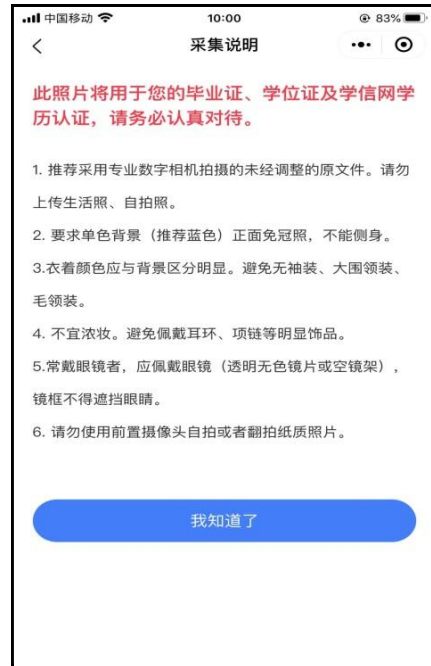 中国移动 10:00 83%
采集说明
此照片将用于您的毕业证、学位证及学信网学
历认证，请务必认真对待。
1. 推荐采用专业数字相机拍摄的未经调整的原文件。请勿
上传生活照、自拍照。
2. 要求单色背景（推荐蓝色）正面免冠照，不能侧身。
3.衣着颜色应与背景区分明显。避免无袖装、大围领装、
毛领装。
4. 不宜浓妆。避免佩戴耳环、项链等明显饰品。
5.常戴眼镜者，应佩戴眼镜（透明无色镜片或空镜架），
镜框不得遮挡眼睛。
6. 请勿使用前置摄像头自拍或者翻拍纸质照片。
我知道了